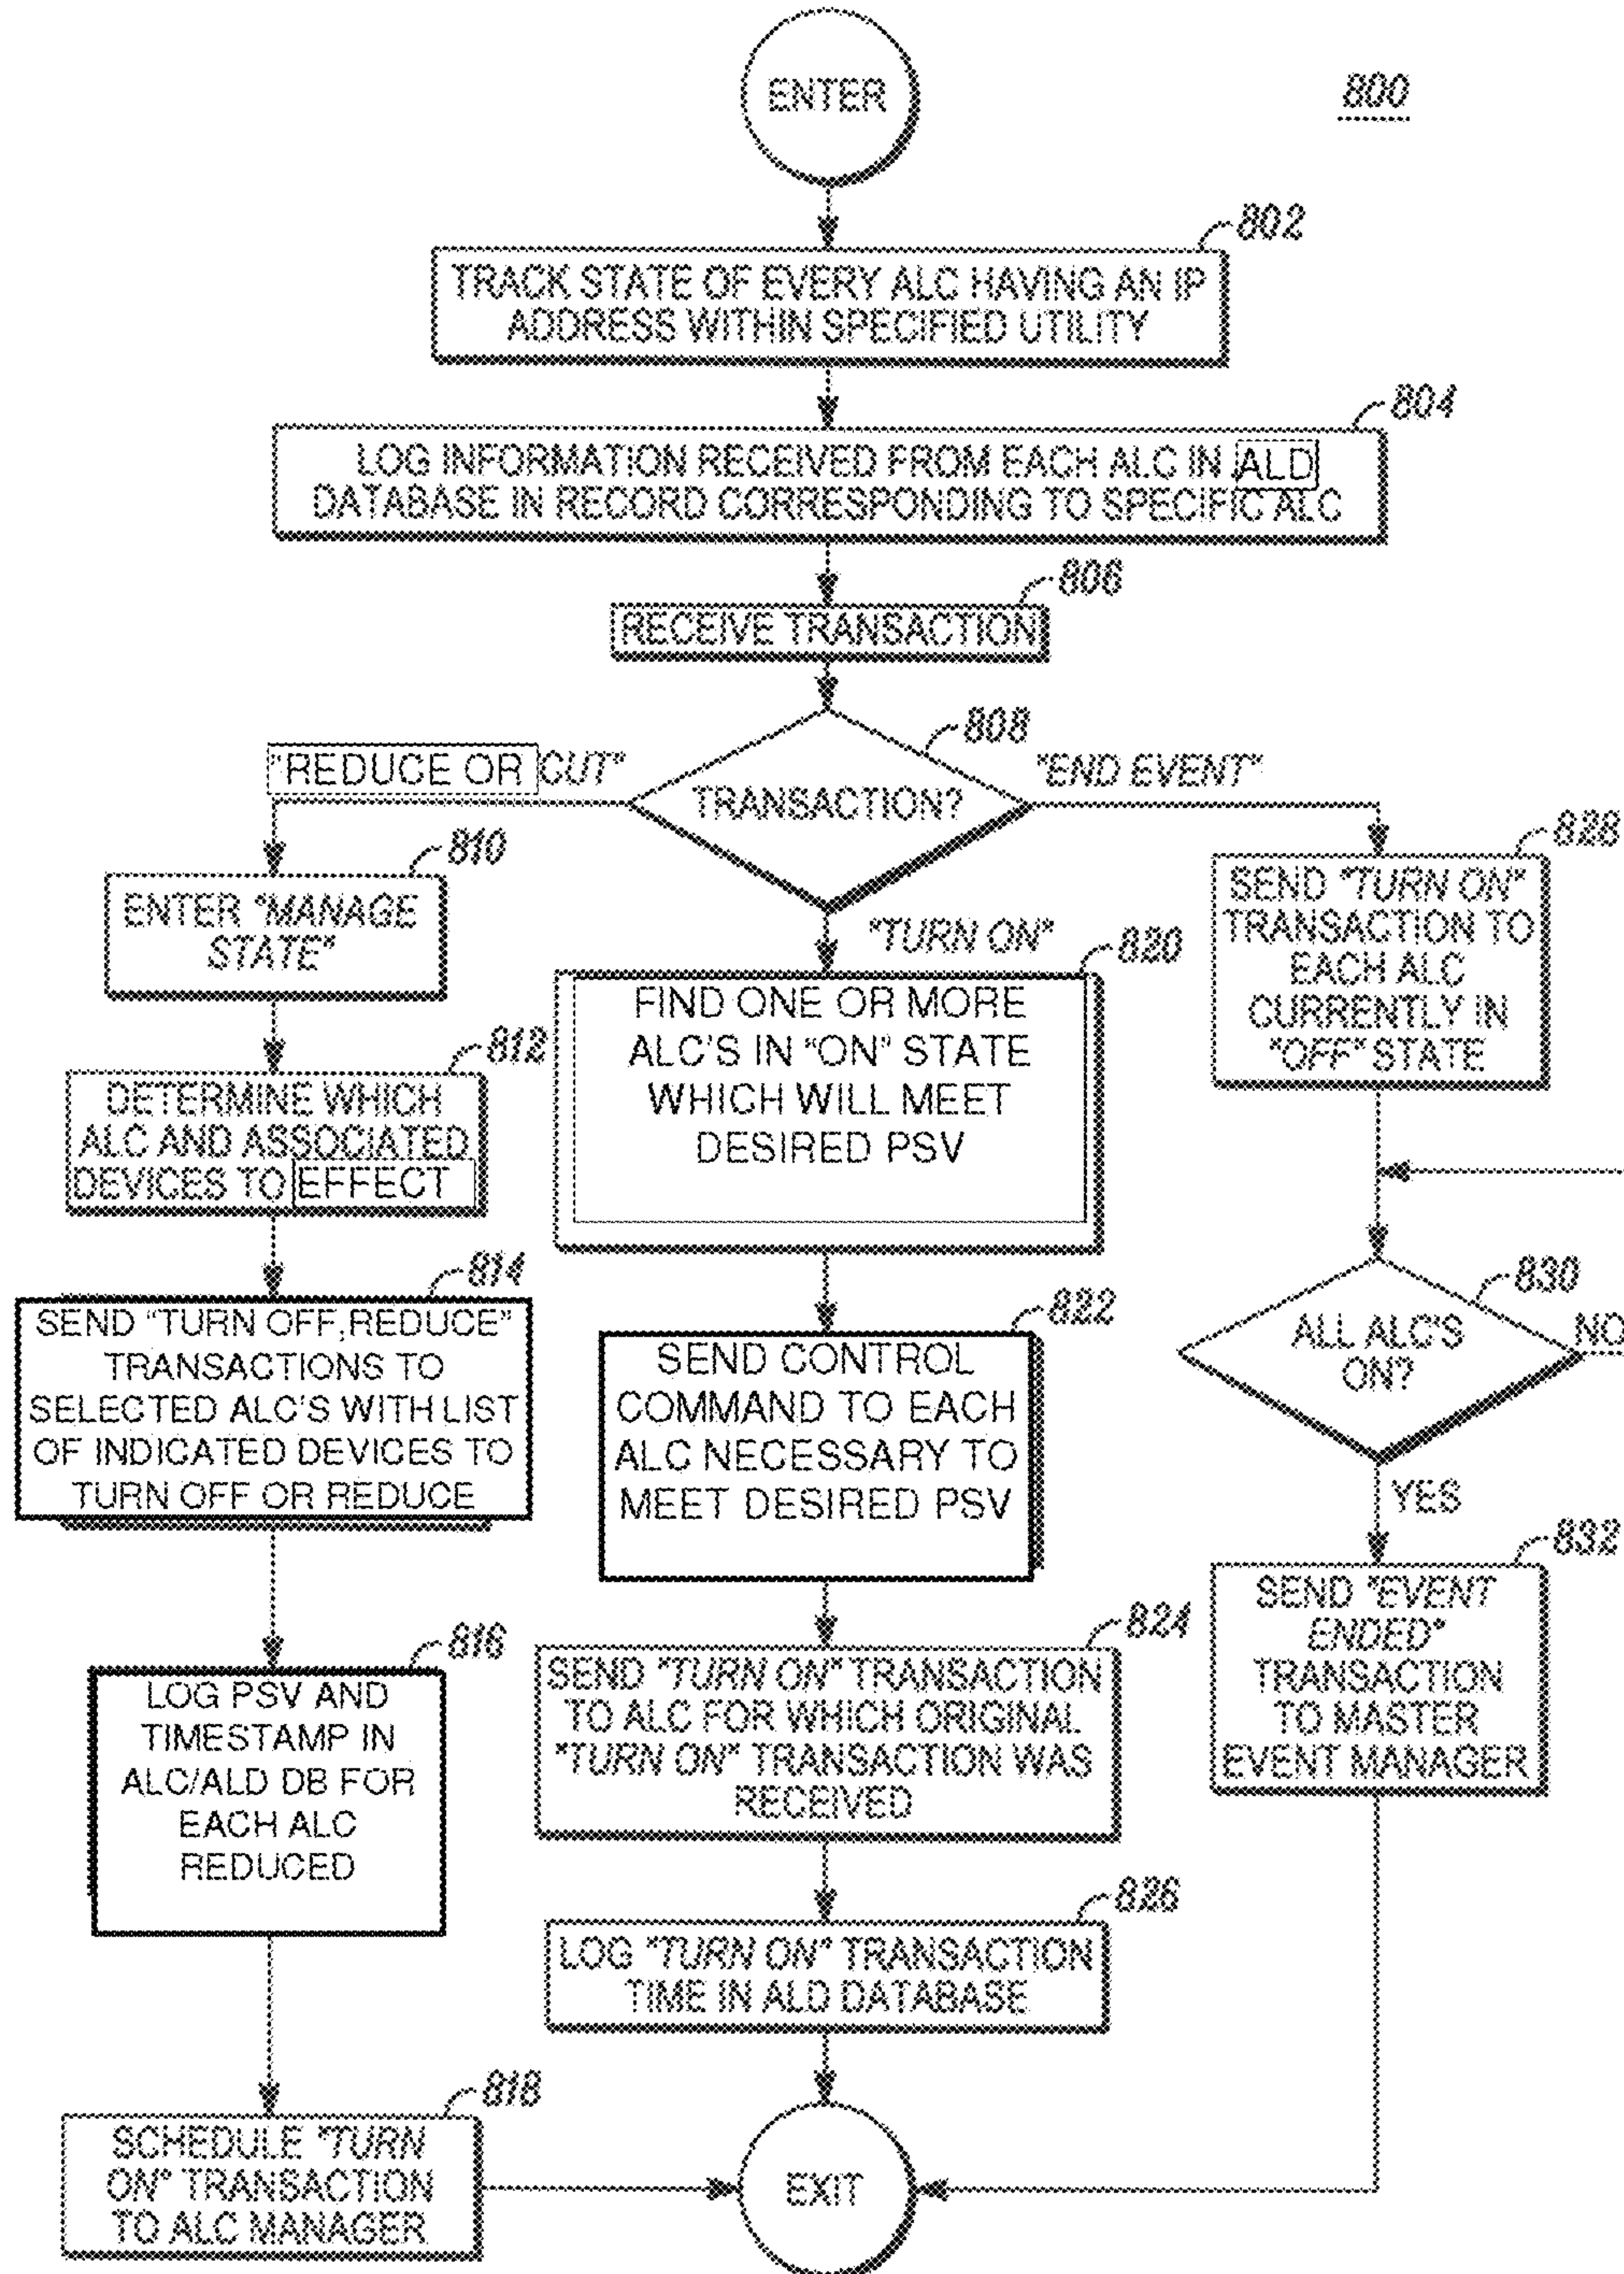 ENTER
800
802
TRACK STATE OF EVERY ALC HAVING AN IP
ADDRESS WITHIN SPECIFIED UTILITY
804
LOG INFORMATION RECEIVED FROM EACH ALC IN ALD
DATABASE IN RECORD CORRESPONDING TO SPECIFIC ALC
806
RECEIVE TRANSACTION
808
TRANSACTION?
"REDUCE OR CUT"
810
ENTER "MANAGE
STATE"
812
DETERMINE WHICH
ALC AND ASSOCIATED
DEVICES TO EFFECT
814
SEND "TURN OFF,REDUCE"
TRANSACTIONS TO
SELECTED ALC'S WITH LIST
OF INDICATED DEVICES TO
TURN OFF OR REDUCE
816
LOG PSV AND
TIMESTAMP IN
ALC/ALD DB FOR
EACH ALC
REDUCED
818
SCHEDULE "TURN
ON" TRANSACTION
TO ALC MANAGER
"TURN ON"
820
FIND ONE OR MORE
ALC'S IN "ON" STATE
WHICH WILL MEET
DESIRED PSV
822
SEND CONTROL
COMMAND TO EACH
ALC NECESSARY TO
MEET DESIRED PSV
824
SEND "TURN ON" TRANSACTION
TO ALC FOR WHICH ORIGINAL
"TURN ON" TRANSACTION WAS
RECEIVED
826
LOG "TURN ON" TRANSACTION
TIME IN ALD DATABASE
"END EVENT"
828
SEND "TURN ON"
TRANSACTION TO
EACH ALC
CURRENTLY IN
"OFF" STATE
830
ALL ALC'S
ON?
NO
YES
832
SEND "EVENT
ENDED"
TRANSACTION
TO MASTER
EVENT MANAGER
EXIT